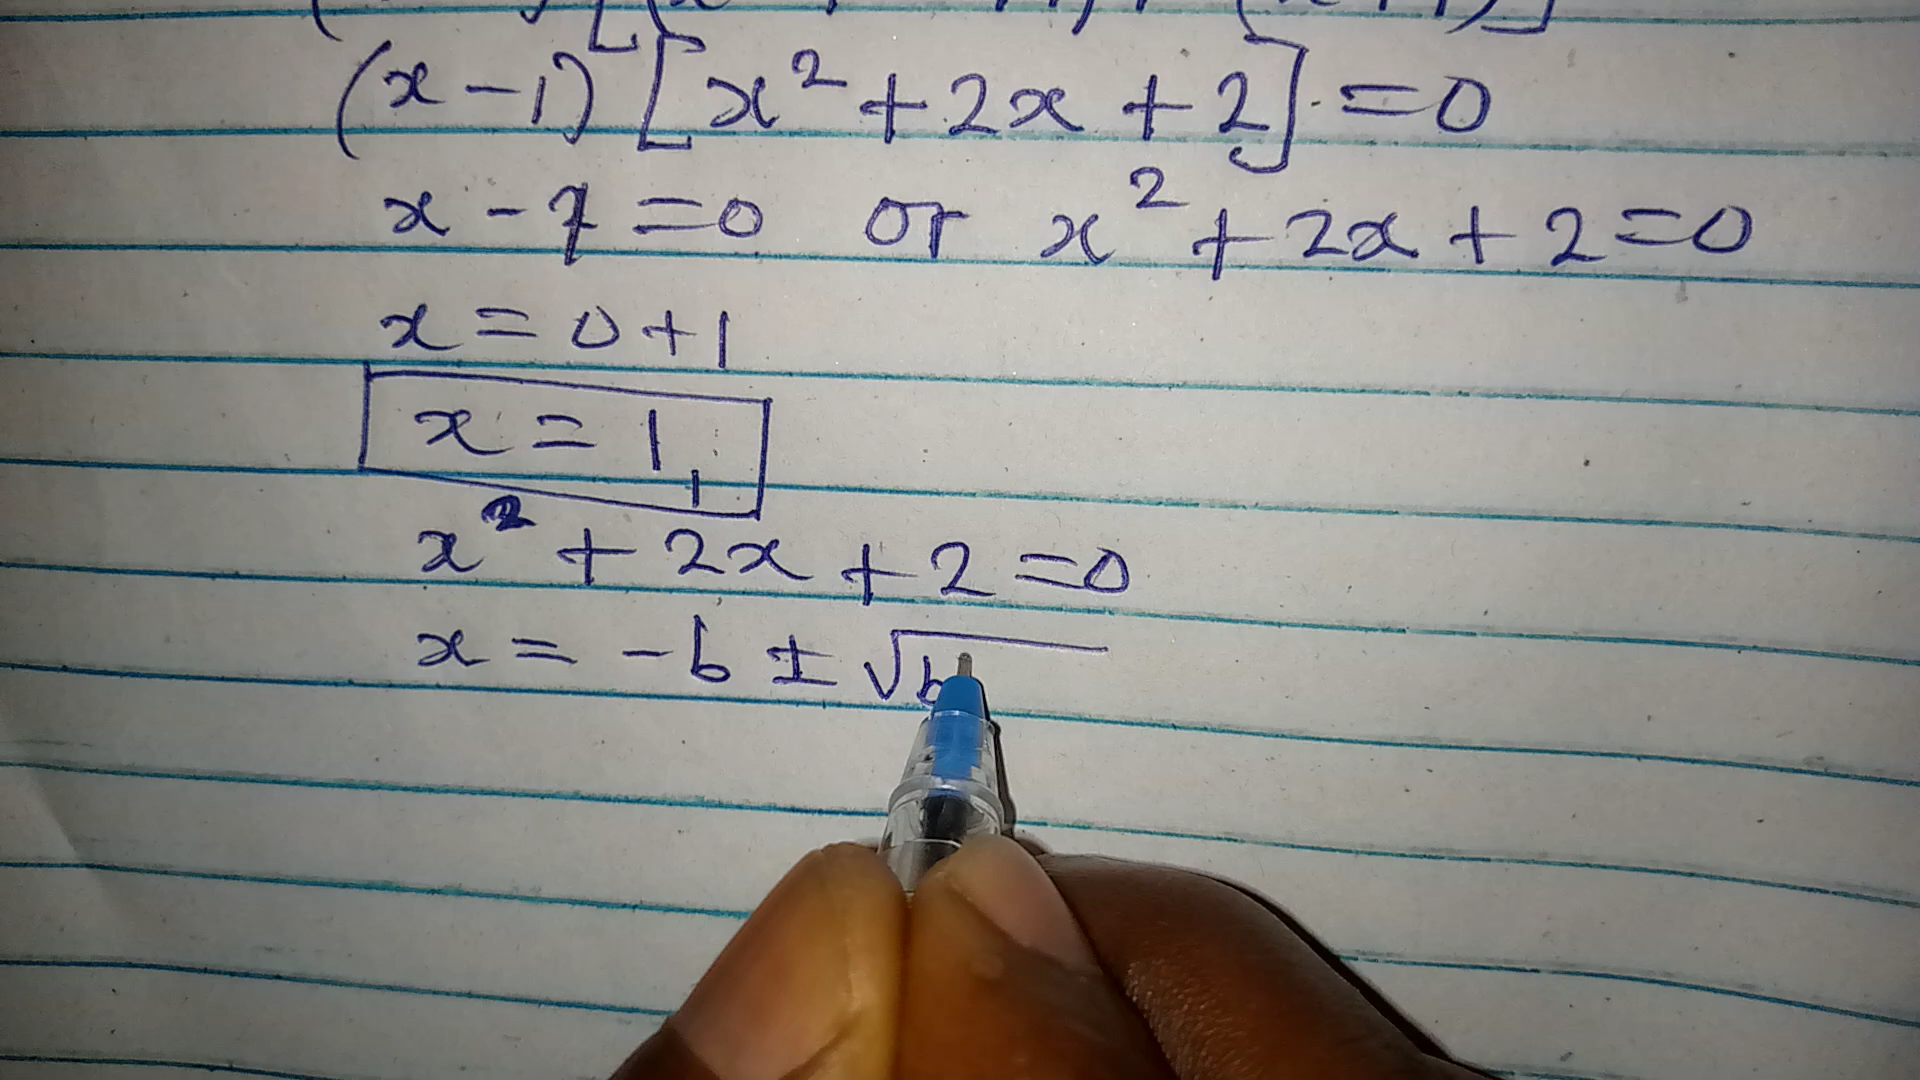 (x-1)[x²+2x+2]=0
x-1=0 or x²+2x+2=0
x=0+1
x=1
x²+2x+2=0
x=-b±√b